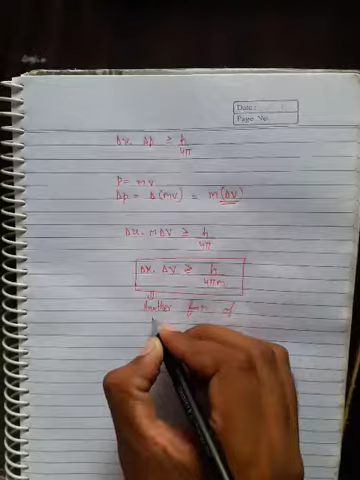 Date :
Page No:
Δx. Δp ≥ h/4π
P = mv
Δp = Δ(mv) = m(Δv)
Δx. mΔv ≥ h/4π
Δx. Δv ≥ h/4πm
Another form of